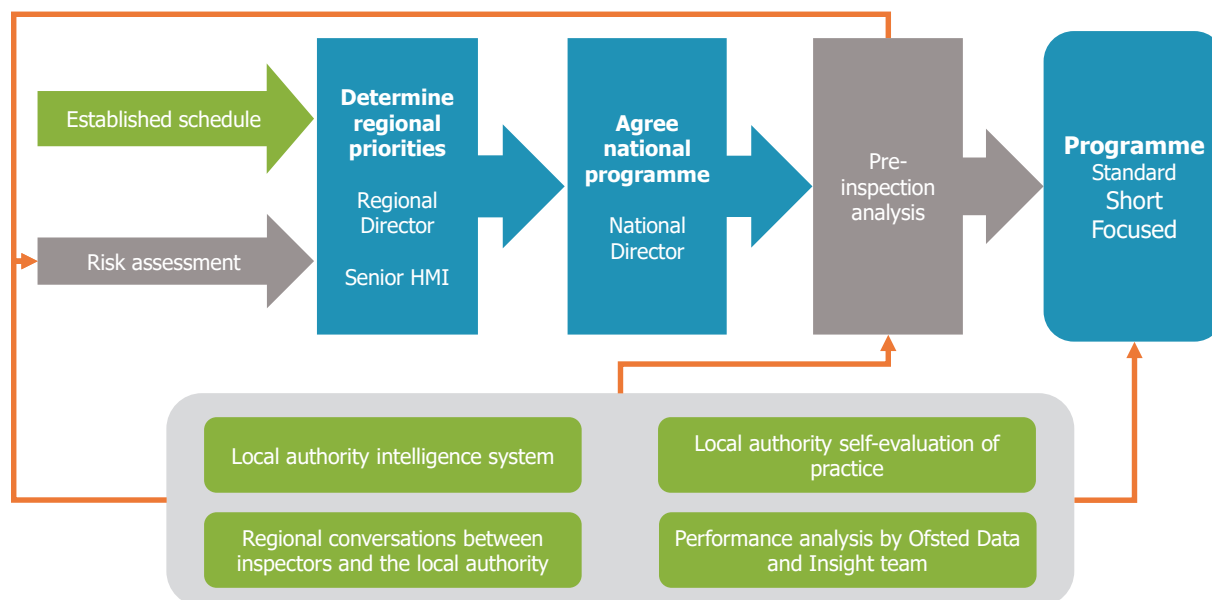 Established schedule
Risk assessment
Determine
regional
priorities
Regional
Director
Senior HMI
Agree
national
programme
National
Director
Pre-
inspection
analysis
Programme
Standard
Short
Focused
Local authority intelligence system
Local authority self-evaluation of
practice
Regional conversations between
inspectors and the local authority
Performance analysis by Ofsted Data
and Insight team